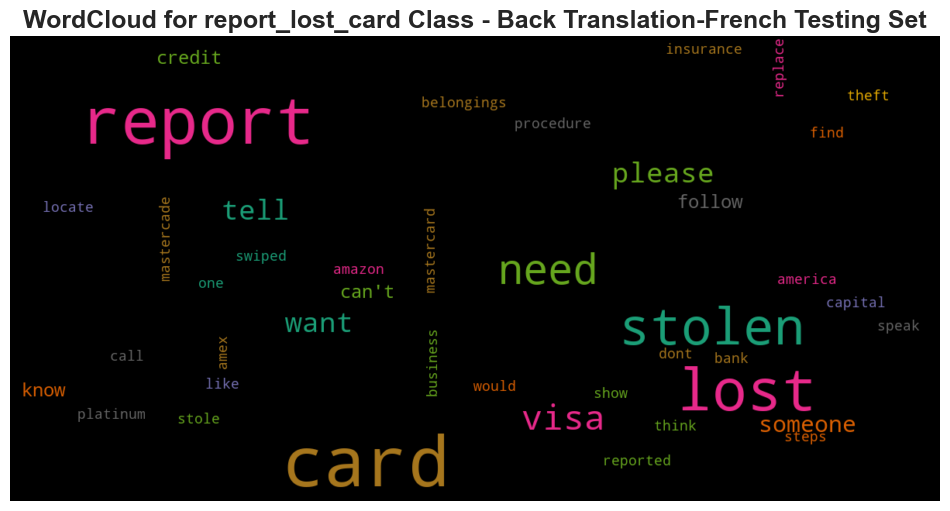 WordCloud for report_lost_card Class - Back Translation-French Testing Set
credit
insurance
replace
report
belongings
theft
procedure
find
please
locate
mastercade
tell
mastercard
follow
swiped
amazon
need
america
one
can't
capital
want
stolen
speak
call
amex
business
dont
bank
know
like
would
show
lost
platinum
stole
visa
think
someone
steps
card
reported